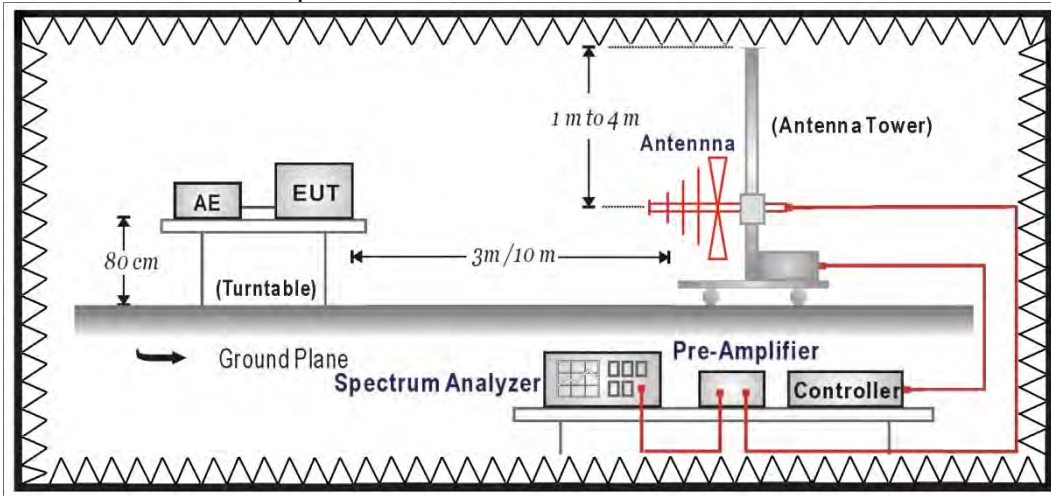 1 m to 4 m
(Antenna Tower)
Antennna
AE
EUT
80 cm
3m /10 m
(Turntable)
Ground Plane
Pre-Amplifier
Spectrum Analyzer
Controller